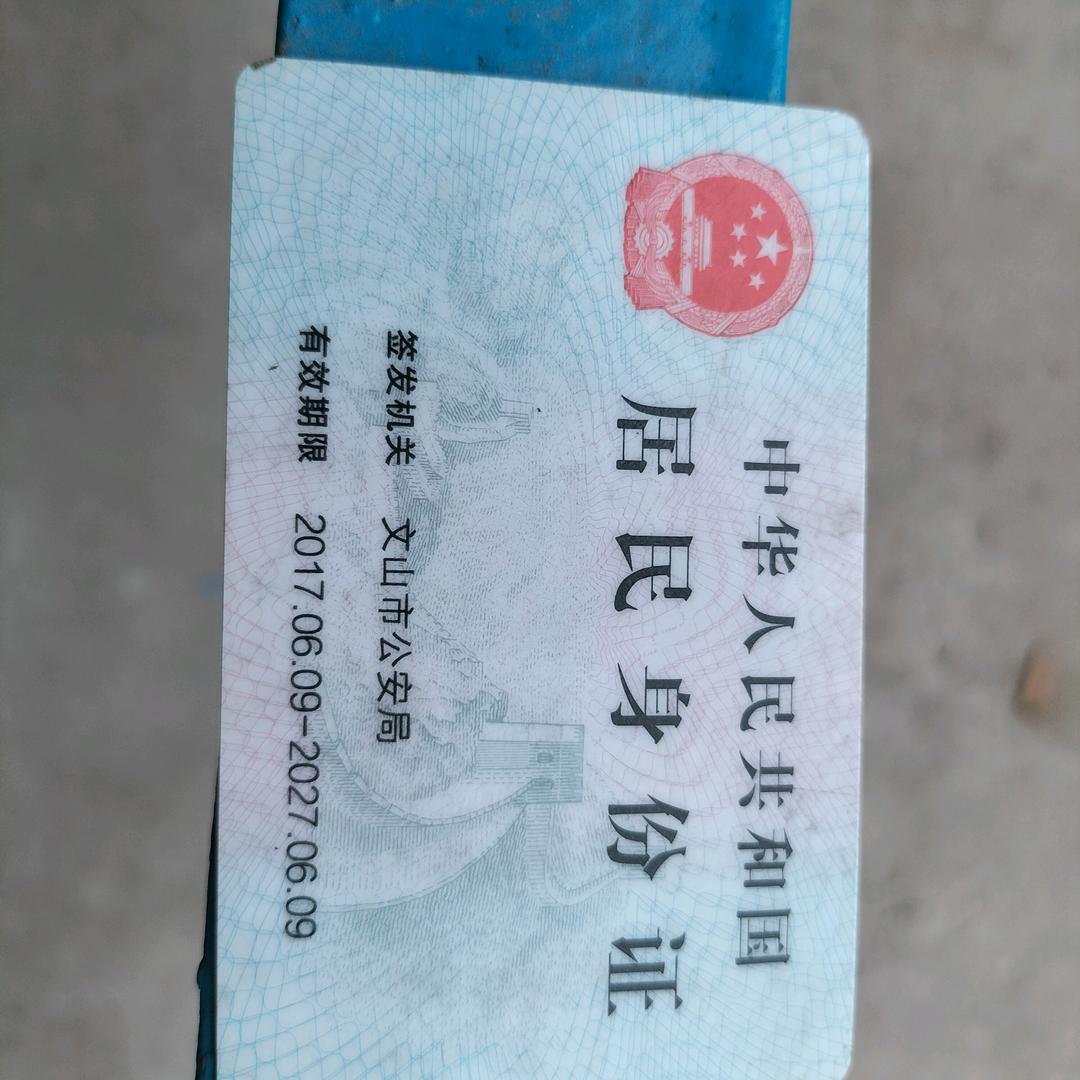 中华人民共和国
居民身份证
签发机关 文山市公安局
有效期限 2017.06.09-2027.06.09